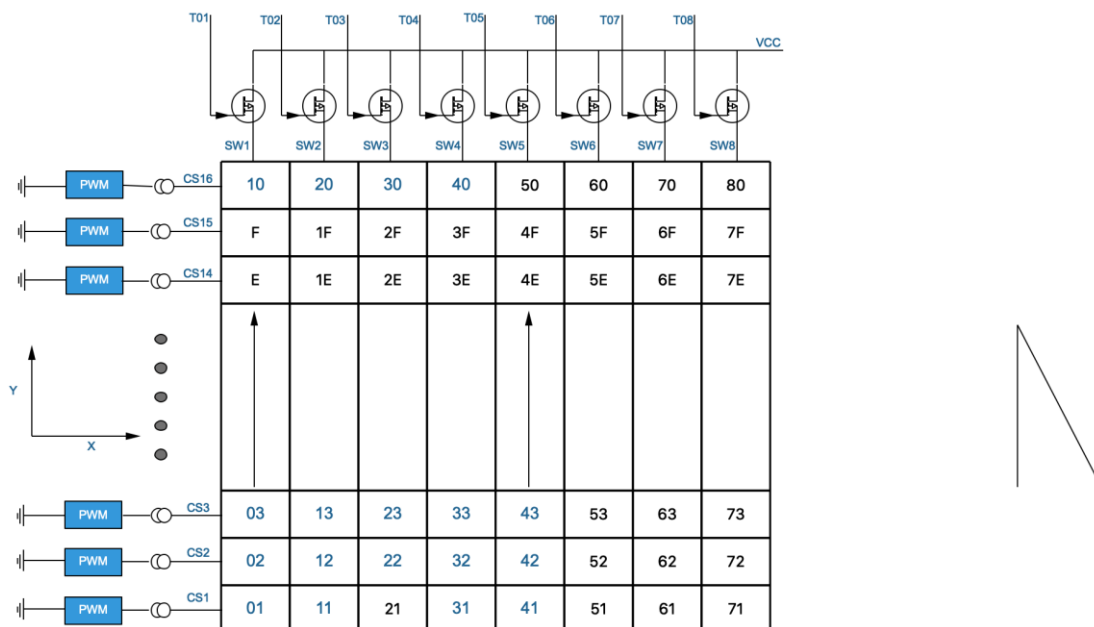 T01 T02 T03 T04 T05 T06 T07 T08
VCC
SW1 SW2 SW3 SW4 SW5 SW6 SW7 SW8
PWM CS16 10 20 30 40 50 60 70 80
PWM CS15 F 1F 2F 3F 4F 5F 6F 7F
PWM CS14 E 1E 2E 3E 4E 5E 6E 7E
Y
X
PWM CS3 03 13 23 33 43 53 63 73
PWM CS2 02 12 22 32 42 52 62 72
PWM CS1 01 11 21 31 41 51 61 71